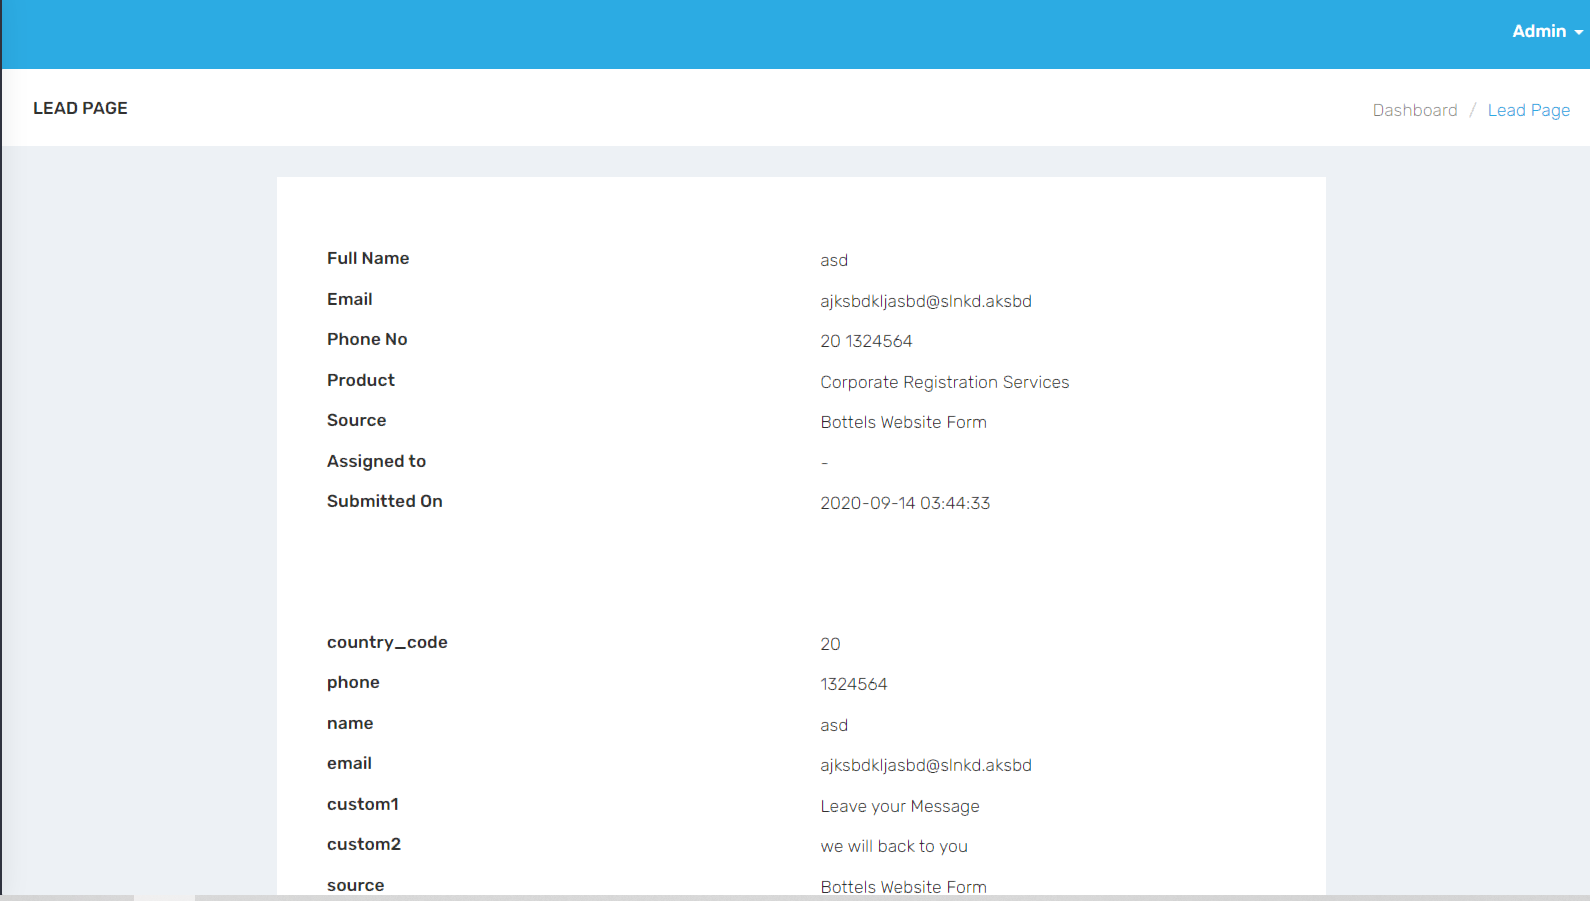 Admin
LEAD PAGE
Dashboard / Lead Page
Full Name asd
Email ajksbdkljasbd@slnkd.aksbd
Phone No 20 1324564
Product Corporate Registration Services
Source Bottels Website Form
Assigned to -
Submitted On 2020-09-14 03:44:33
country_code 20
phone 1324564
name asd
email ajksbdkljasbd@slnkd.aksbd
custom1 Leave your Message
custom2 we will back to you
source Bottels Website Form